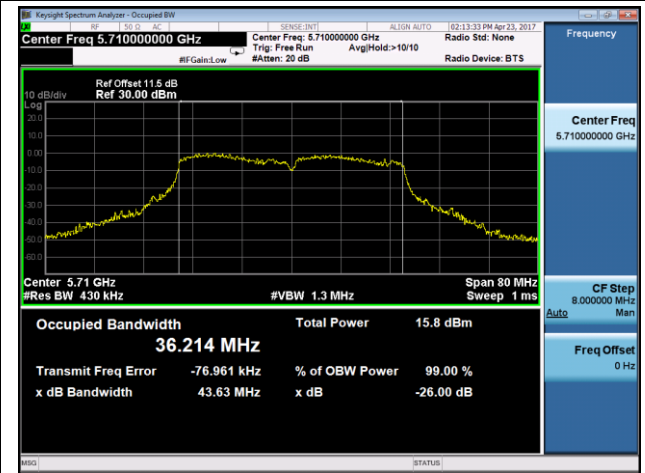 Keysight Spectrum Analyzer - Occupied BW
RF 50 Ω AC SENSE:INT ALIGN AUTO 02:13:33 PM Apr 23, 2017
Center Freq 5.710000000 GHz
Center Freq: 5.710000000 GHz
Radio Std: None
Trig: Free Run Avg|Hold:>10/10
#IFGain:Low
#Atten: 20 dB
Radio Device: BTS
Ref Offset 11.5 dB
10 dB/div Ref 30.00 dBm
Log
20.0
10.0
0.00
-10.0
-20.0
-30.0
-40.0
-50.0
-60.0
Center 5.71 GHz Span 80 MHz
#Res BW 430 kHz #VBW 1.3 MHz Sweep 1 ms
Occupied Bandwidth Total Power 15.8 dBm
36.214 MHz
Transmit Freq Error -76.961 kHz % of OBW Power 99.00 %
x dB Bandwidth 43.63 MHz x dB -26.00 dB
MSG STATUS
Frequency
Center Freq
5.710000000 GHz
CF Step
8.000000 MHz
Auto Man
Freq Offset
0 Hz